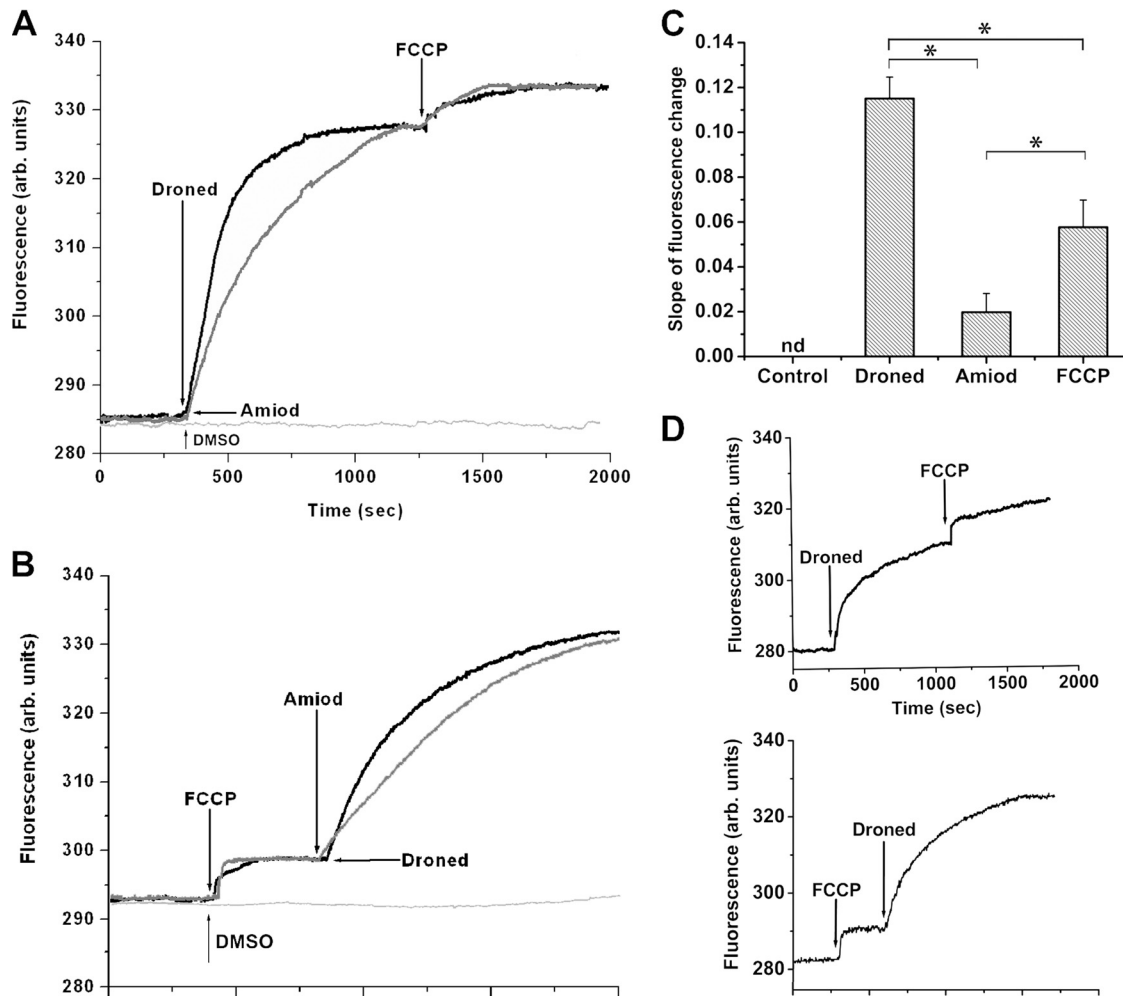 A
340
330
320
310
300
290
280
Fluorescence (arb. units)
FCCP
Droned
Amiod
DMSO
0
500
1000
1500
2000
Time (sec)
B
340
330
320
310
300
290
280
Fluorescence (arb. units)
Amiod
FCCP
Droned
DMSO
C
0.14
0.12
0.10
0.08
0.06
0.04
0.02
0.00
Slope of fluorescence change
*
*
*
nd
Control
Droned
Amiod
FCCP
D
340
320
300
280
Fluorescence (arb. units)
FCCP
Droned
0
500
1000
1500
2000
Time (sec)
340
320
300
280
Fluorescence (arb. units)
Droned
FCCP